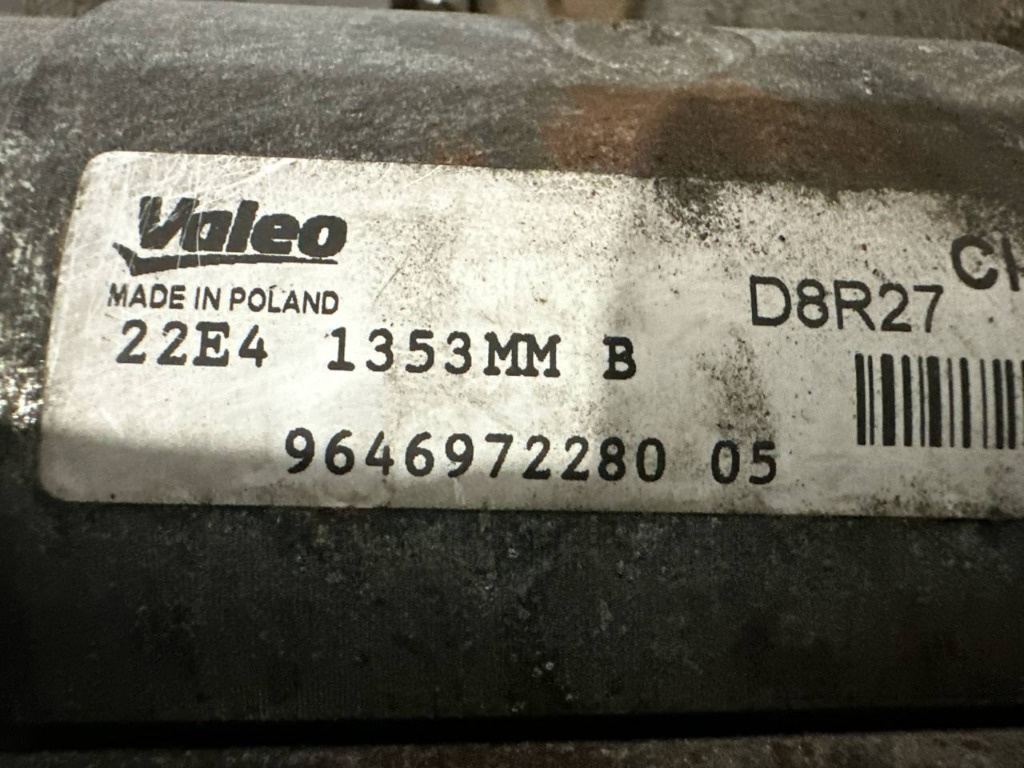 Valeo
MADE IN POLAND
22E4 1353MM B
9646972280 05
D8R27